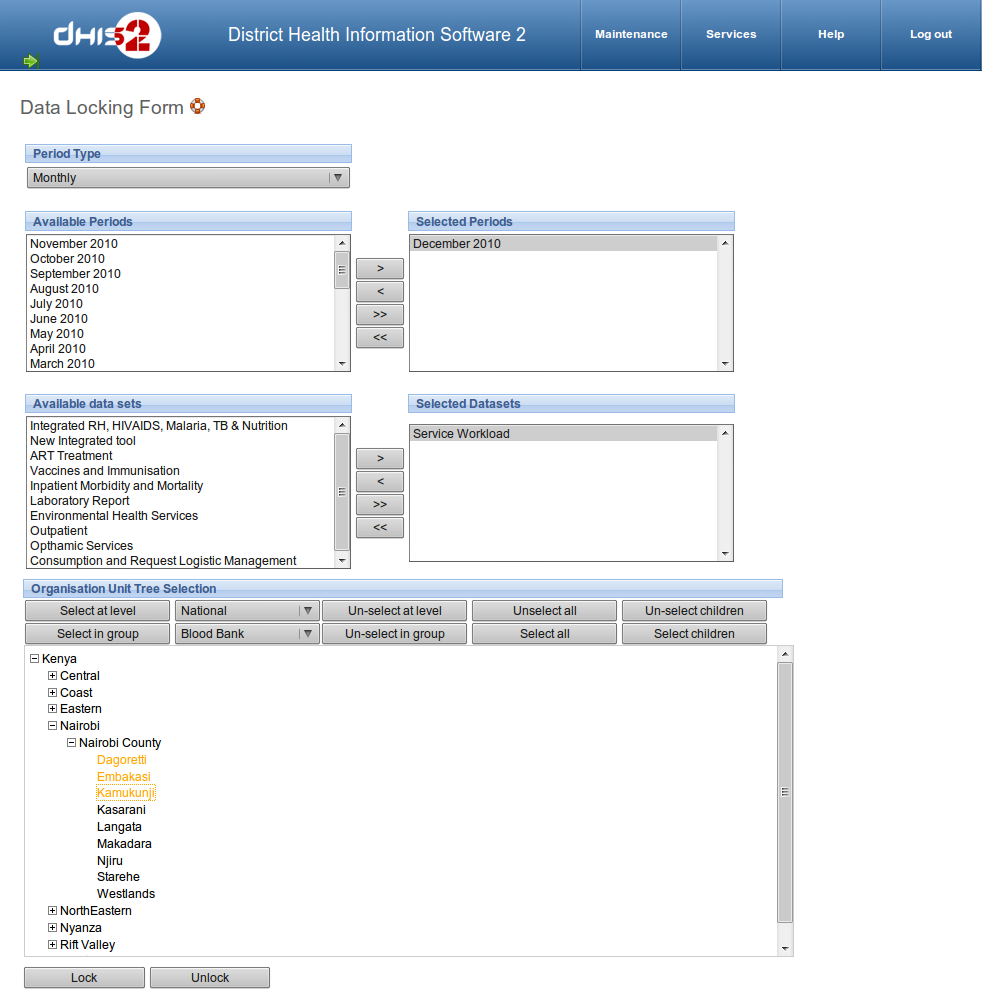 dhis2
District Health Information Software 2
Maintenance
Services
Help
Log out
Data Locking Form
Period Type
Monthly
Available Periods
November 2010
October 2010
September 2010
August 2010
July 2010
June 2010
May 2010
April 2010
March 2010
>
<
>>
<<
Selected Periods
December 2010
Available data sets
Integrated RH, HIVAIDS, Malaria, TB & Nutrition
New Integrated tool
ART Treatment
Vaccines and Immunisation
Inpatient Morbidity and Mortality
Laboratory Report
Environmental Health Services
Outpatient
Opthamic Services
Consumption and Request Logistic Management
>
<
>>
<<
Selected Datasets
Service Workload
Organisation Unit Tree Selection
Select at level
National
Un-select at level
Unselect all
Un-select children
Select in group
Blood Bank
Un-select in group
Select all
Select children
Kenya
Central
Coast
Eastern
Nairobi
Nairobi County
Dagoretti
Embakasi
Kamukunji
Kasarani
Langata
Makadara
Njiru
Starehe
Westlands
NorthEastern
Nyanza
Rift Valley
Lock
Unlock